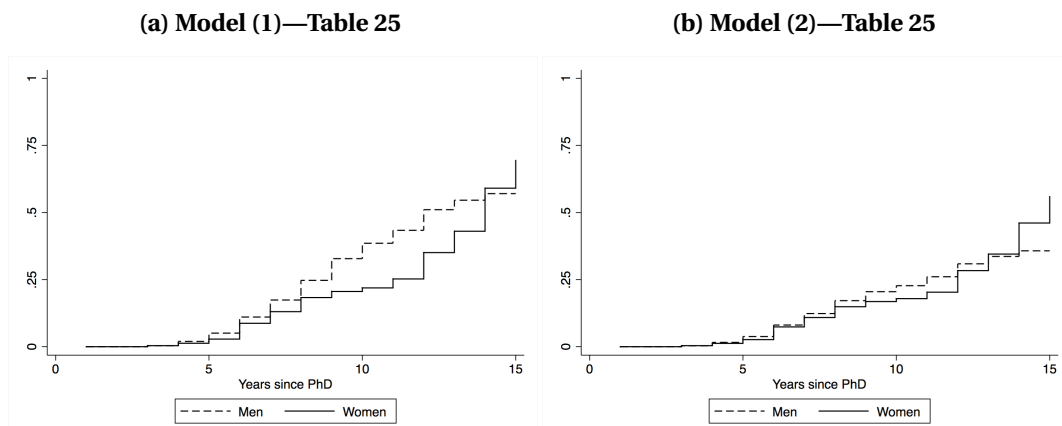 (a) Model (1)—Table 25
(b) Model (2)—Table 25
1
.75
.5
.25
0
0 5 10 15
Years since PhD
Men Women
1
.75
.5
.25
0
0 5 10 15
Years since PhD
Men Women